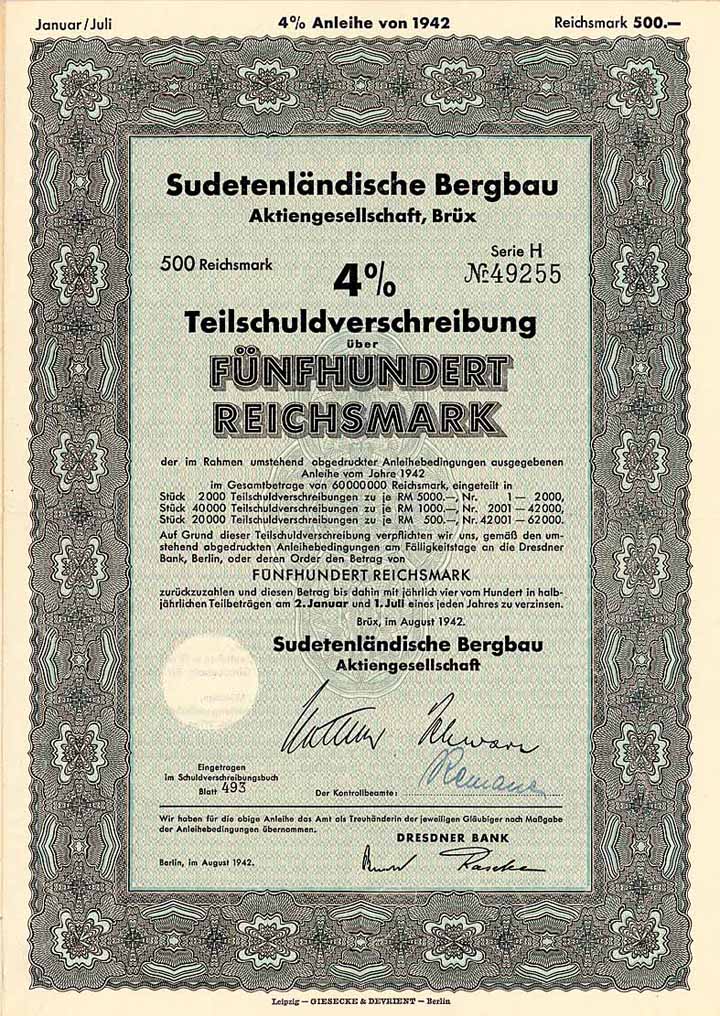 Januar/Juli 4% Anleihe von 1942 Reichsmark 500.—
Sudetenländische Bergbau
Aktiengesellschaft, Brüx
500 Reichsmark
Serie H
4%
№ 49255
Teilschuldverschreibung
über
FÜNFHUNDERT
REICHSMARK
der im Rahmen umstehend abgedruckter Anleihebedingungen ausgegebenen
Anleihe vom Jahre 1942
im Gesamtbetrage von 60000000 Reichsmark, eingeteilt in
Stück 2000 Teilschuldverschreibungen zu je RM 5000.—, Nr. 1 — 2000,
Stück 40000 Teilschuldverschreibungen zu je RM 1000.—, Nr. 2001 — 42000,
Stück 20000 Teilschuldverschreibungen zu je RM 500.—, Nr. 42001 — 62000.
Auf Grund dieser Teilschuldverschreibung verpflichten wir uns, gemäß den um-
stehend abgedruckten Anleihebedingungen am Fälligkeitstage an die Dresdner
Bank, Berlin, oder deren Order den Betrag von
FÜNFHUNDERT REICHSMARK
zurückzuzahlen und diesen Betrag bis dahin mit jährlich vier vom Hundert in halb-
jährlichen Teilbeträgen am 2. Januar und 1. Juli eines jeden Jahres zu verzinsen.
Brüx, im August 1942.
Sudetenländische Bergbau
Aktiengesellschaft
Eingetragen
im Schuldverschreibungsbuch
Blatt 493
Der Kontrollbeamte:
Wir haben für die obige Anleihe das Amt als Treuhänderin der jeweiligen Gläubiger nach Maßgabe
der Anleihebedingungen übernommen.
DRESDNER BANK
Berlin, im August 1942.
Leipzig — GIESECKE & DEVRIENT — Berlin